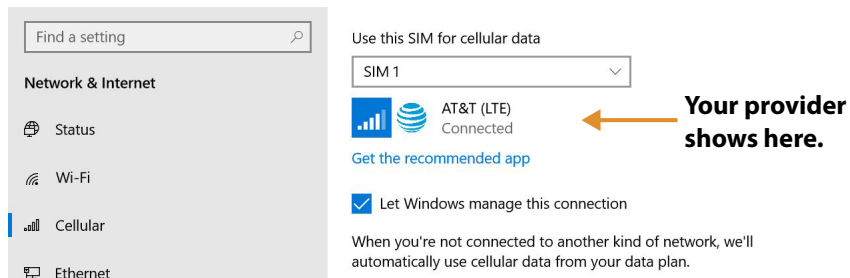 Find a setting
Network & Internet
Status
Wi-Fi
Cellular
Ethernet
Use this SIM for cellular data
SIM 1
AT&T (LTE)
Connected
Get the recommended app
Let Windows manage this connection
When you're not connected to another kind of network, we'll
automatically use cellular data from your data plan.
Your provider
shows here.